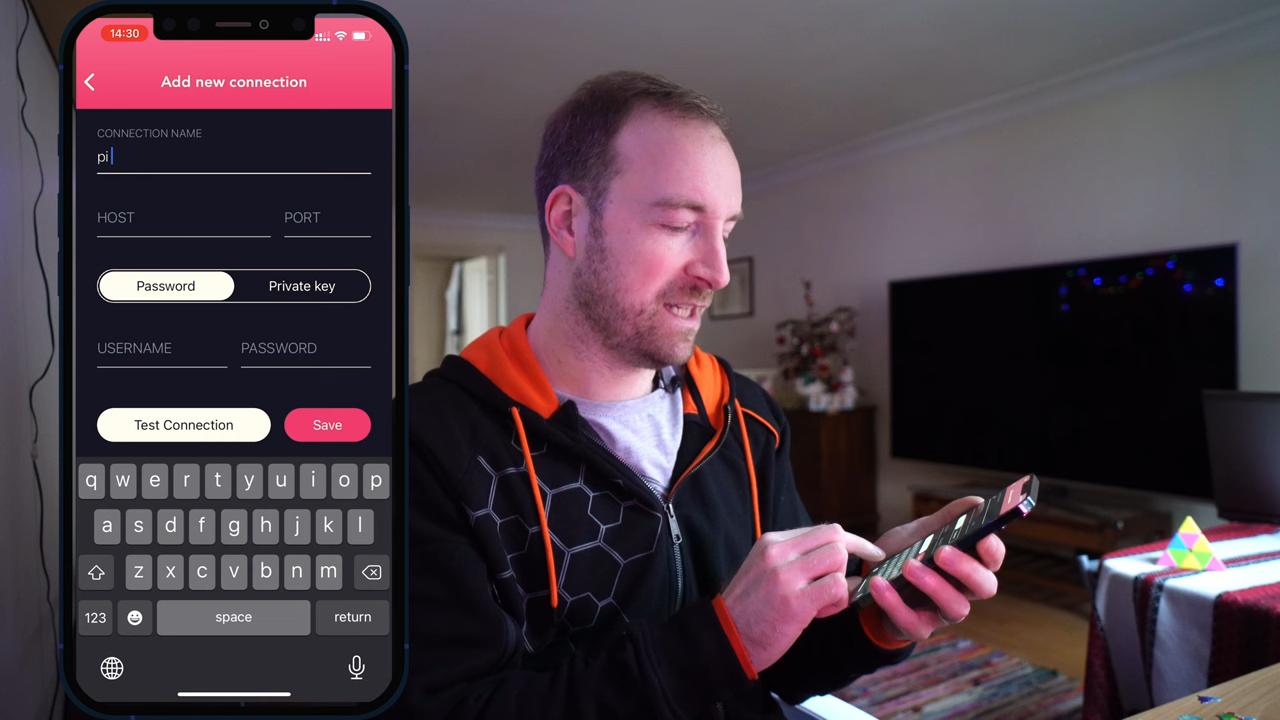 14:30
Add new connection
CONNECTION NAME
pi
HOST PORT
Password Private key
USERNAME PASSWORD
Test Connection Save
q w e r t y u i o p
a s d f g h j k l
z x c v b n m
123 space return